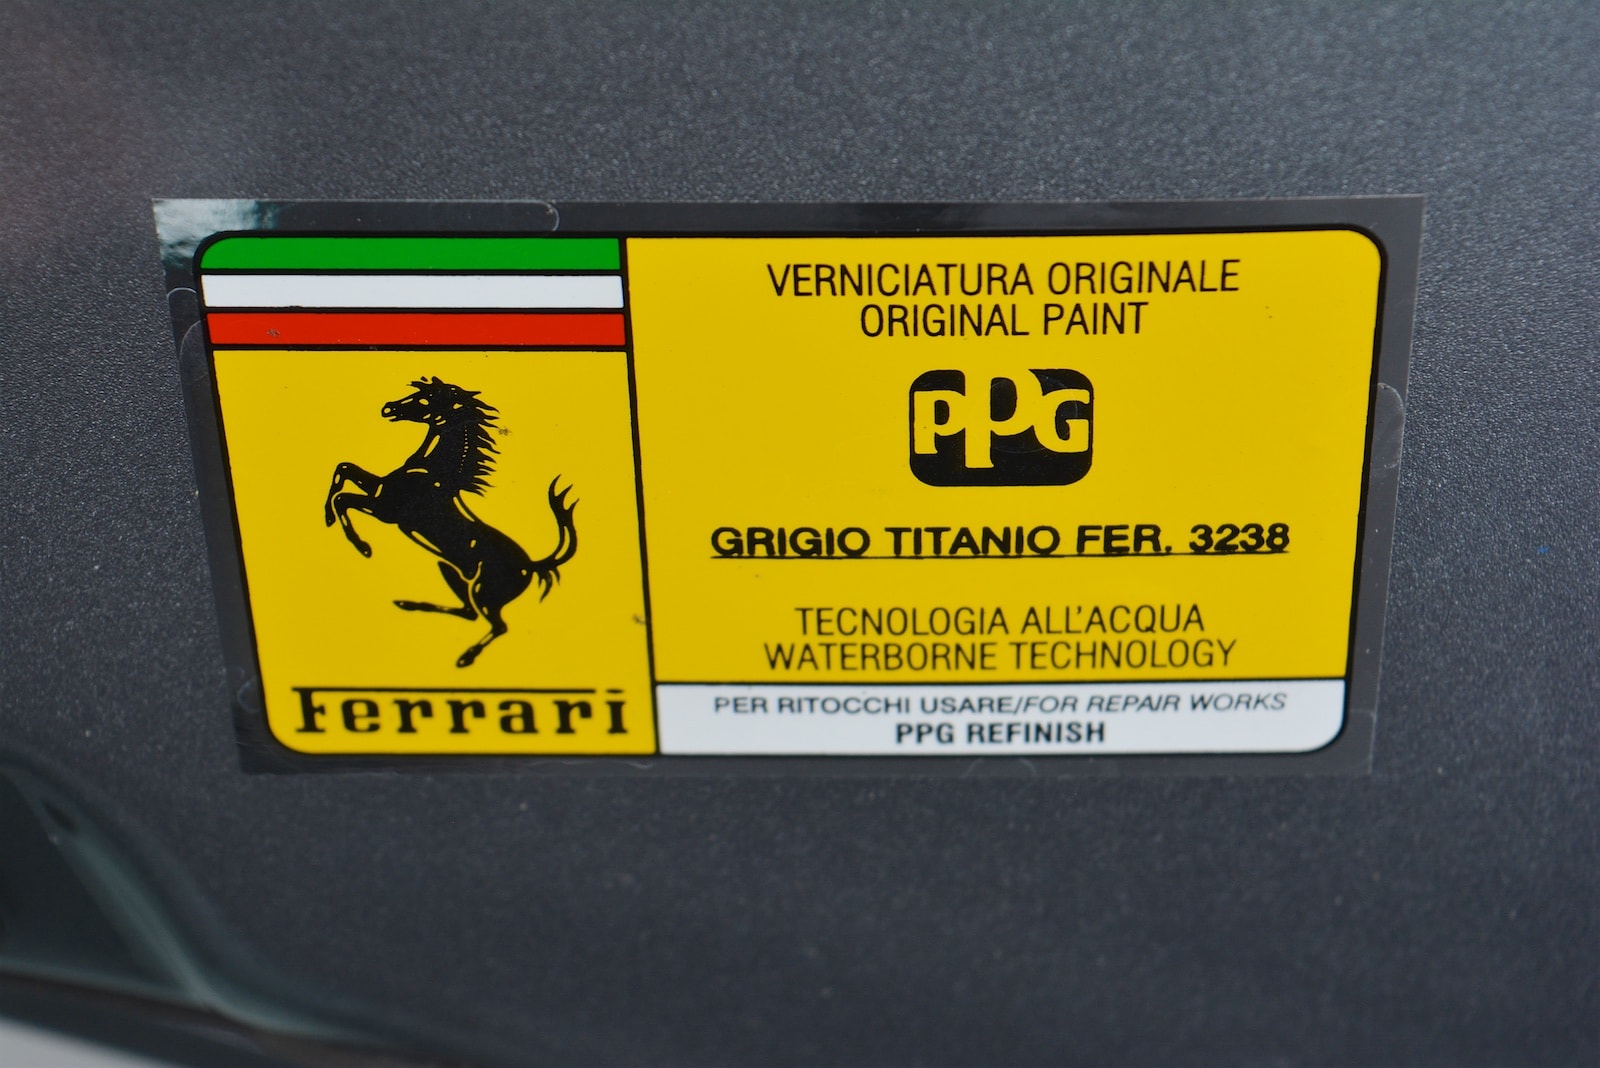 VERNICIATURA ORIGINALE
ORIGINAL PAINT
PPG
GRIGIO TITANIO FER. 3238
TECNOLOGIA ALL'ACQUA
WATERBORNE TECHNOLOGY
Ferrari
PER RITOCCHI USARE/FOR REPAIR WORKS
PPG REFINISH